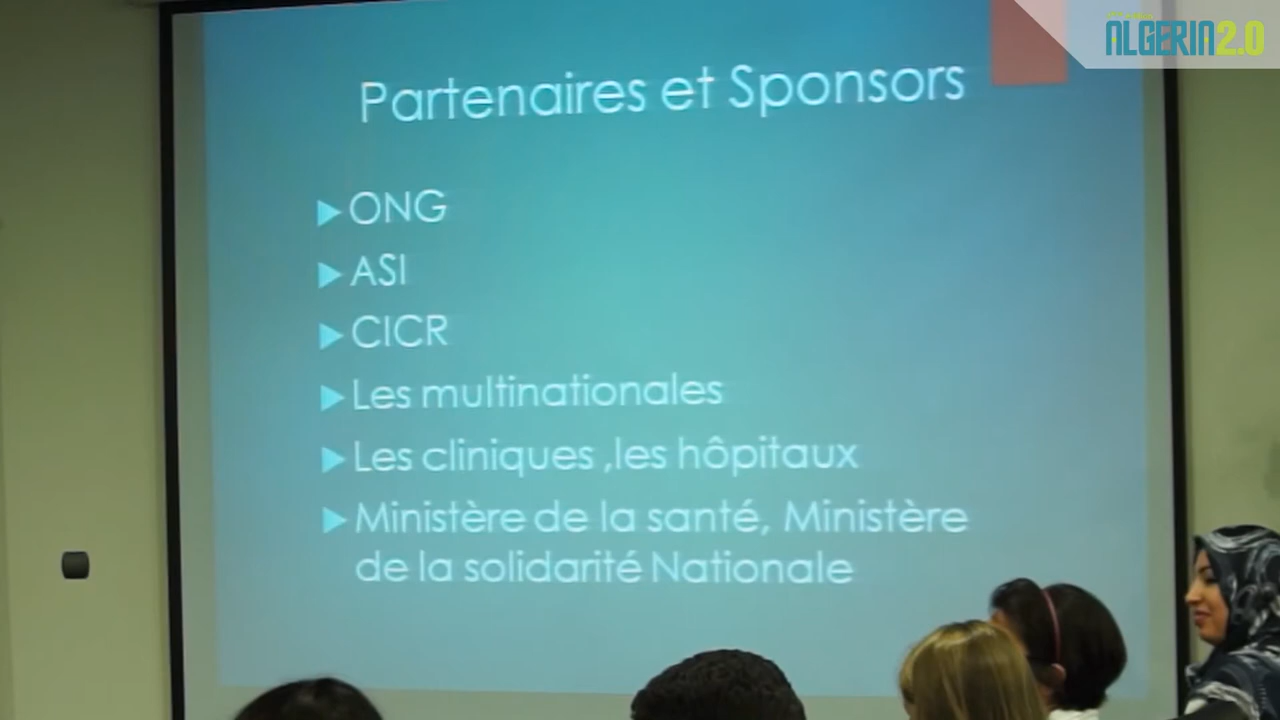 ALGERIA2.0
Partenaires et Sponsors
ONG
ASI
CICR
Les multinationales
Les cliniques ,les hôpitaux
Ministère de la santé, Ministère
de la solidarité Nationale